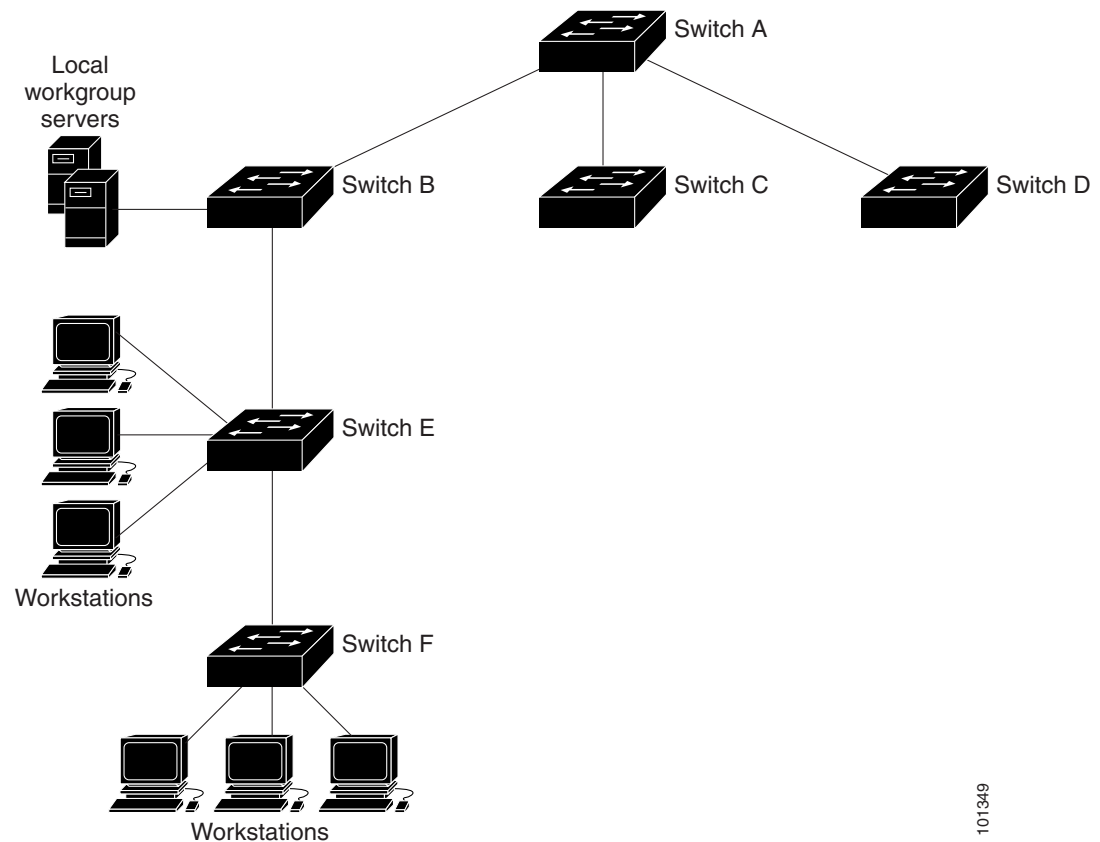 Switch A
Local
workgroup
servers
Switch B
Switch C
Switch D
Switch E
Workstations
Switch F
Workstations
101349